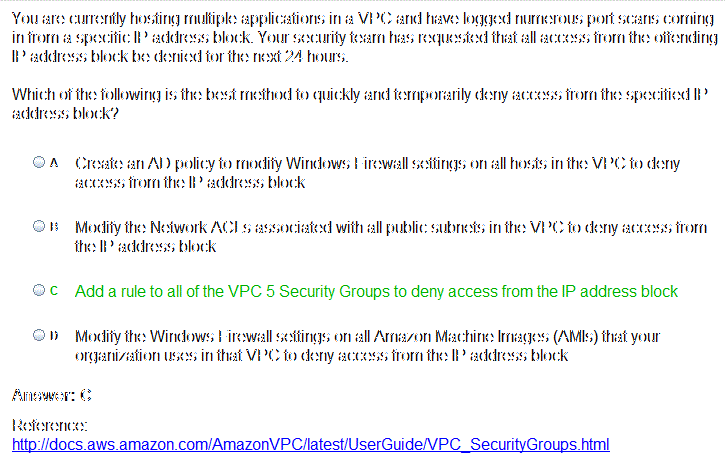 You are currently hosting multiple applications in a VPC and have logged numerous port scans coming
in from a specific IP address block. Your security team has requested that all access from the offending
IP address block be denied for the next 24 hours.
Which of the following is the best method to quickly and temporarily deny access from the specified IP
address block?
A Create an AD policy to modify Windows Firewall settings on all hosts in the VPC to deny
access from the IP address block
B Modify the Network ACLs associated with all public subnets in the VPC to deny access from
the IP address block
C Add a rule to all of the VPC 5 Security Groups to deny access from the IP address block
D Modify the Windows Firewall settings on all Amazon Machine Images (AMIs) that your
organization uses in that VPC to deny access from the IP address block
Answer: C
Reference:
http://docs.aws.amazon.com/AmazonVPC/latest/UserGuide/VPC_SecurityGroups.html